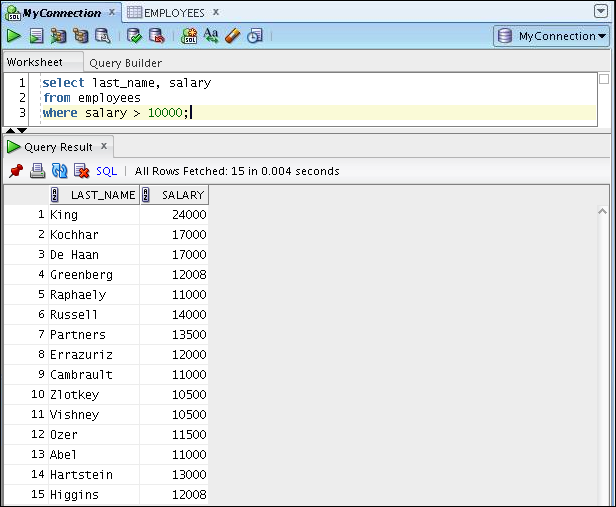 MyConnection x EMPLOYEES x
SQL Aa MyConnection
Worksheet Query Builder
1 select last_name, salary
2 from employees
3 where salary > 10000;
Query Result x
SQL | All Rows Fetched: 15 in 0.004 seconds
LAST_NAME SALARY
1 King 24000
2 Kochhar 17000
3 De Haan 17000
4 Greenberg 12008
5 Raphaely 11000
6 Russell 14000
7 Partners 13500
8 Errazuriz 12000
9 Cambrault 11000
10 Zlotkey 10500
11 Vishney 10500
12 Ozer 11500
13 Abel 11000
14 Hartstein 13000
15 Higgins 12008